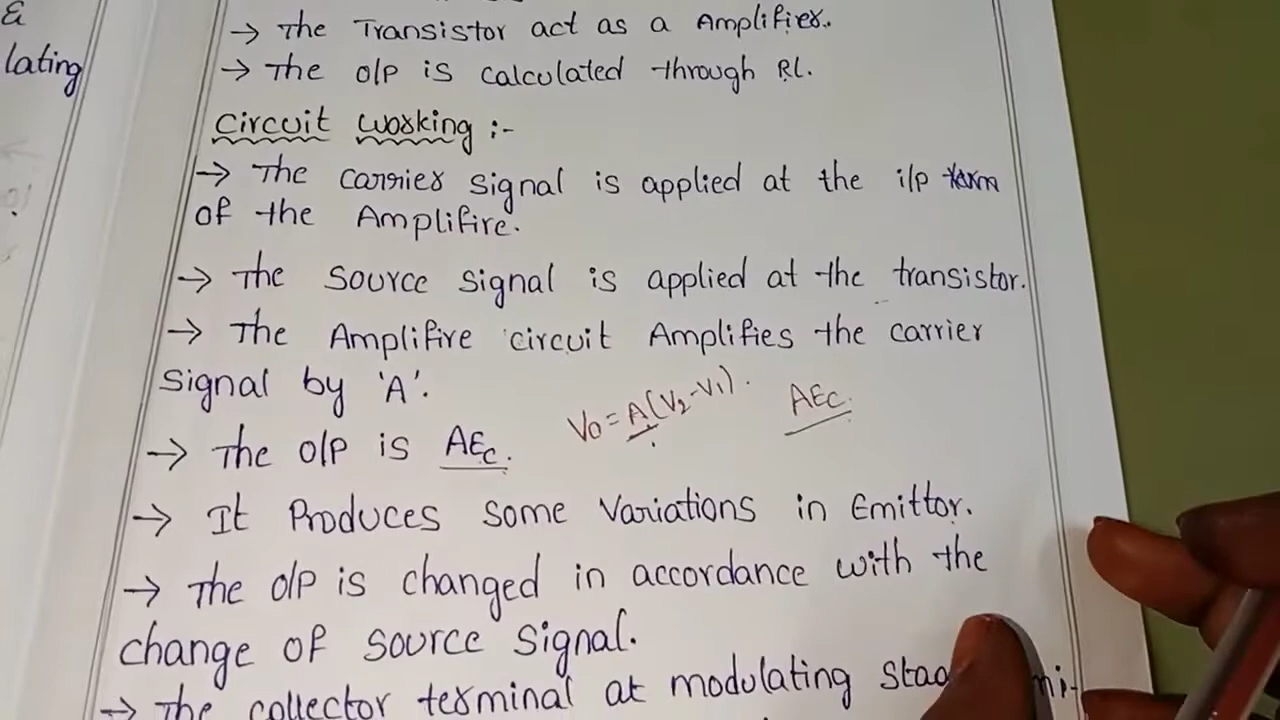 &
lating
→ The Transistor act as a Amplifier.
→ The O/P is calculated through RL.
Circuit working :-
→ The carrier signal is applied at the i/p term
of the Amplifire.
→ The source signal is applied at the transistor.
→ The Amplifire circuit Amplifies the carrier
signal by 'A'.
→ The O/P is AEc.
Vo = A(V2-V1).
AEc.
→ It Produces some Variations in Emittor.
→ The O/P is changed in accordance with the
change of source signal.
→ The collector terminal at modulating